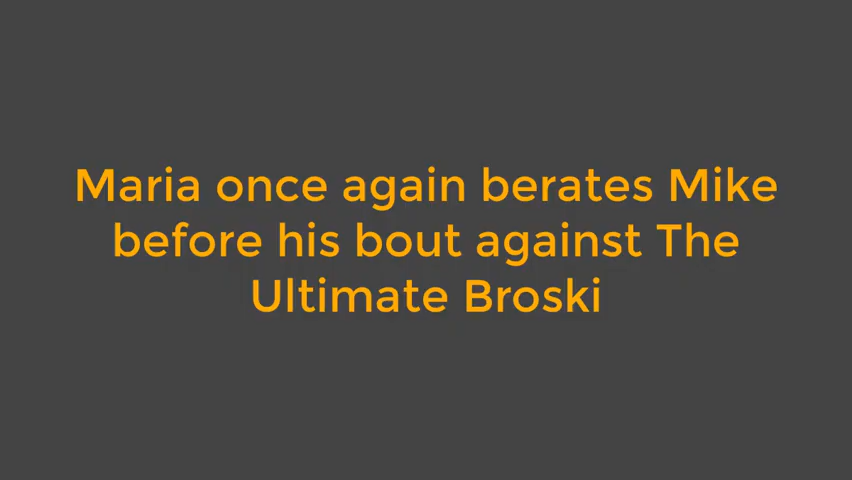 Maria once again berates Mike
before his bout against The
Ultimate Broski